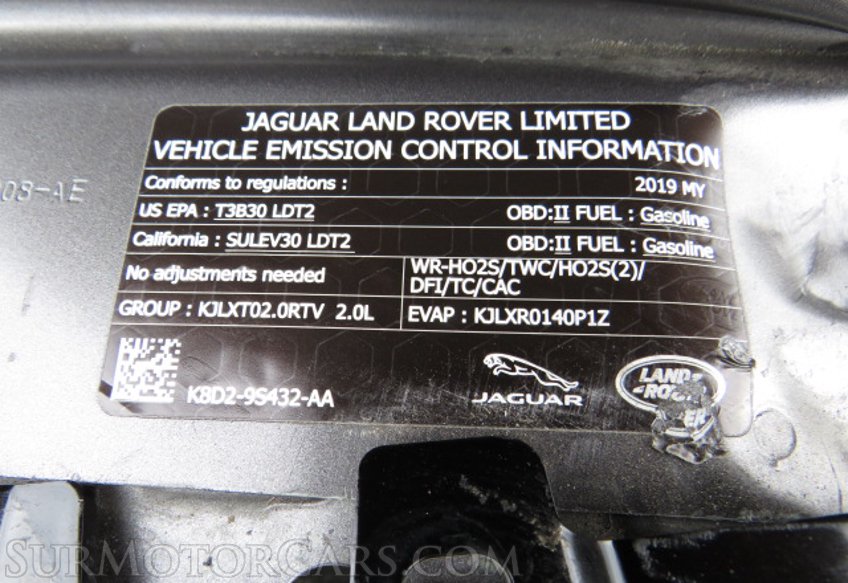 JAGUAR LAND ROVER LIMITED
VEHICLE EMISSION CONTROL INFORMATION
Conforms to regulations : 2019 MY
US EPA : T3B30 LDT2 OBD:II FUEL : Gasoline
California : SULEV30 LDT2 OBD:II FUEL : Gasoline
No adjustments needed WR-HO2S/TWC/HO2S(2)/
DFI/TC/CAC
GROUP : KJLXT02.0RTV 2.0L EVAP : KJLXR0140P1Z
K8D2-9S432-AA
JAGUAR
LAND-
-ROVER
08-AE
SURMOTORCARS.COM